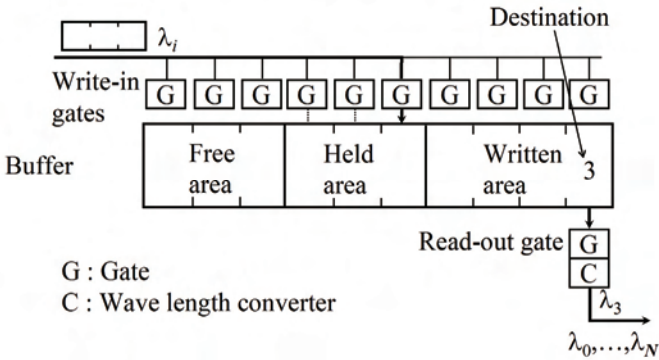 Destination
λi
Write-in gates
G G G G G G G G G G
Buffer
Free area
Held area
Written area
3
Read-out gate
G
C
G : Gate
C : Wave length converter
λ3
λ0,...,λN